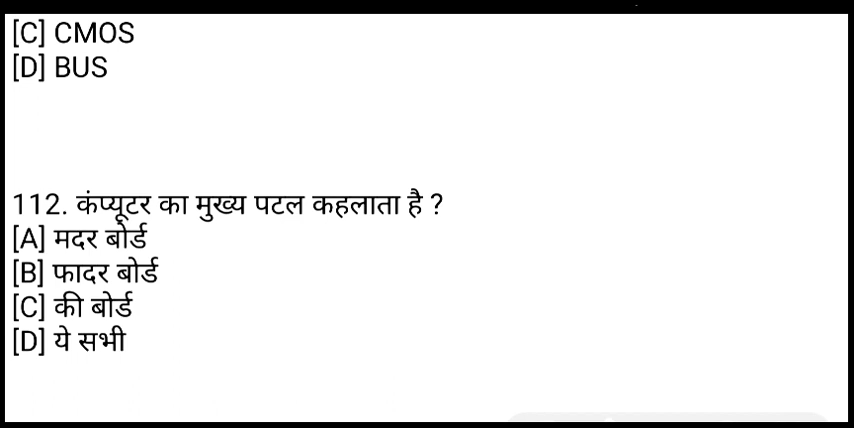 [C] CMOS
[D] BUS
112. कंप्यूटर का मुख्य पटल कहलाता है ?
[A] मदर बोर्ड
[B] फादर बोर्ड
[C] की बोर्ड
[D] ये सभी